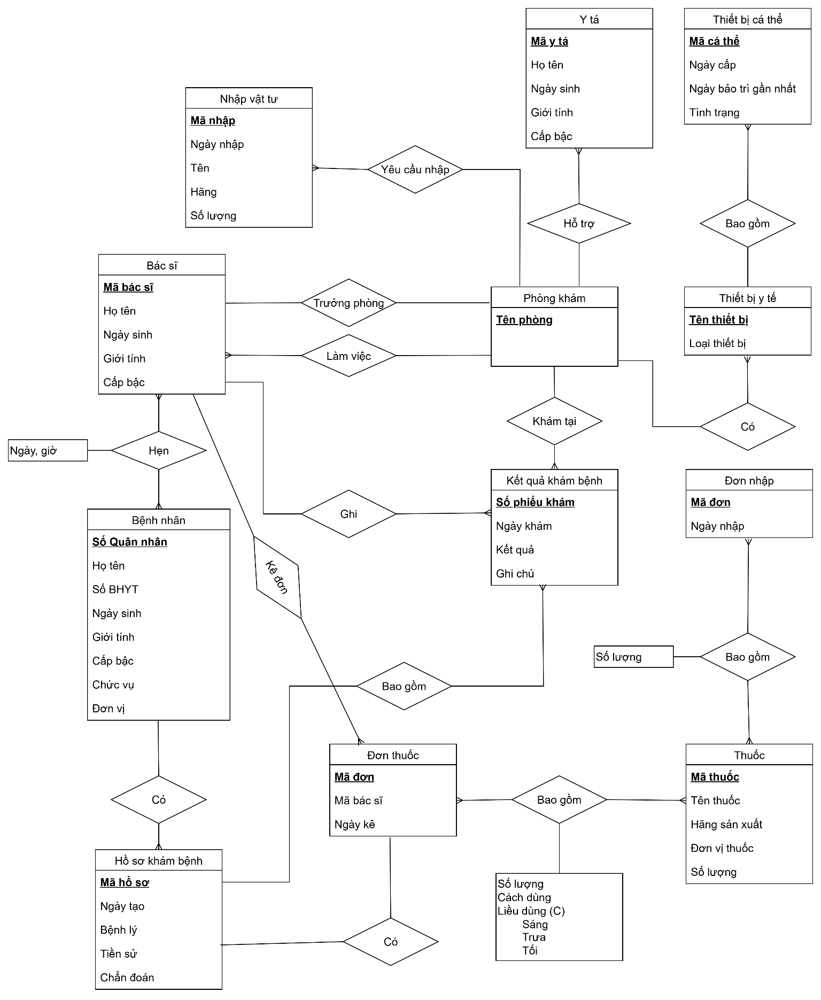 Y tá
Mã y tá
Họ tên
Ngày sinh
Giới tính
Cấp bậc
Thiết bị cá thể
Mã cá thể
Ngày cấp
Ngày bảo trì gần nhất
Tình trạng
Nhập vật tư
Mã nhập
Ngày nhập
Tên
Hãng
Số lượng
Yêu cầu nhập
Hỗ trợ
Bao gồm
Bác sĩ
Mã bác sĩ
Họ tên
Ngày sinh
Giới tính
Cấp bậc
Trưởng phòng
Làm việc
Phòng khám
Tên phòng
Thiết bị y tế
Tên thiết bị
Loại thiết bị
Khám tại
Có
Ngày, giờ
Hẹn
Ghi
Kết quả khám bệnh
Số phiếu khám
Ngày khám
Kết quả
Ghi chú
Đơn nhập
Mã đơn
Ngày nhập
Bệnh nhân
Số Quân nhân
Họ tên
Số BHYT
Ngày sinh
Giới tính
Cấp bậc
Chức vụ
Đơn vị
Kê đơn
Số lượng
Bao gồm
Bao gồm
Đơn thuốc
Mã đơn
Mã bác sĩ
Ngày kê
Bao gồm
Thuốc
Mã thuốc
Tên thuốc
Hãng sản xuất
Đơn vị thuốc
Số lượng
Có
Hồ sơ khám bệnh
Mã hồ sơ
Ngày tạo
Bệnh lý
Tiền sử
Chẩn đoán
Có
Số lượng
Cách dùng
Liều dùng (C)
Sáng
Trưa
Tối